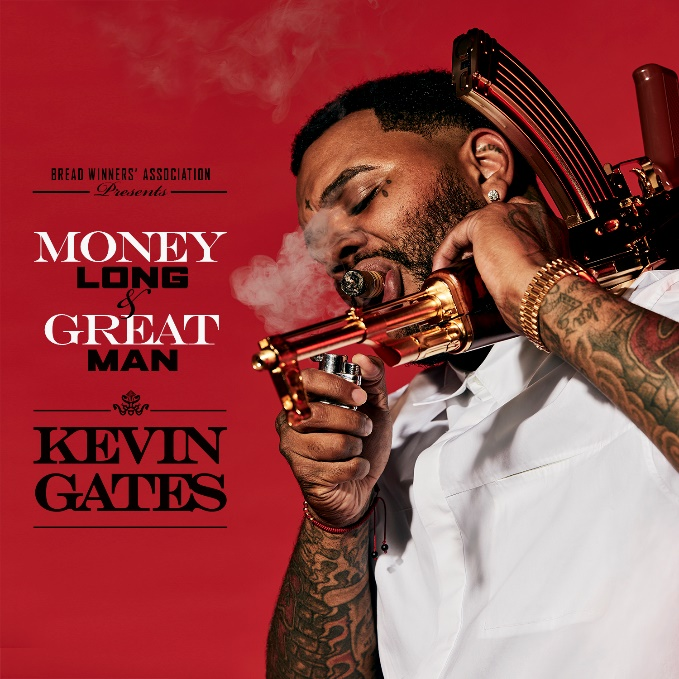 BREAD WINNERS' ASSOCIATION
Presents
MONEY
LONG
&
GREAT
MAN
KEVIN
GATES